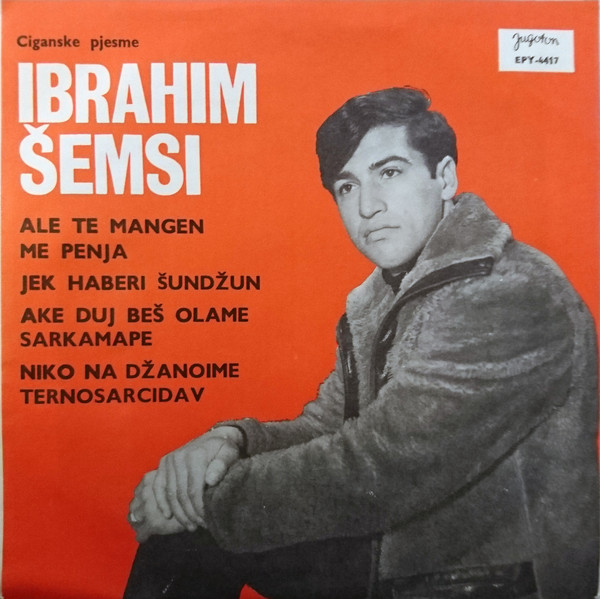 Ciganske pjesme
Jugoton
EPY-4417
IBRAHIM
ŠEMSI
ALE TE MANGEN
ME PENJA
JEK HABERI ŠUNDŽUN
AKE DUJ BEŠ OLAME
SARKAMAPE
NIKO NA DŽANOIME
TERNOSARCIDAV